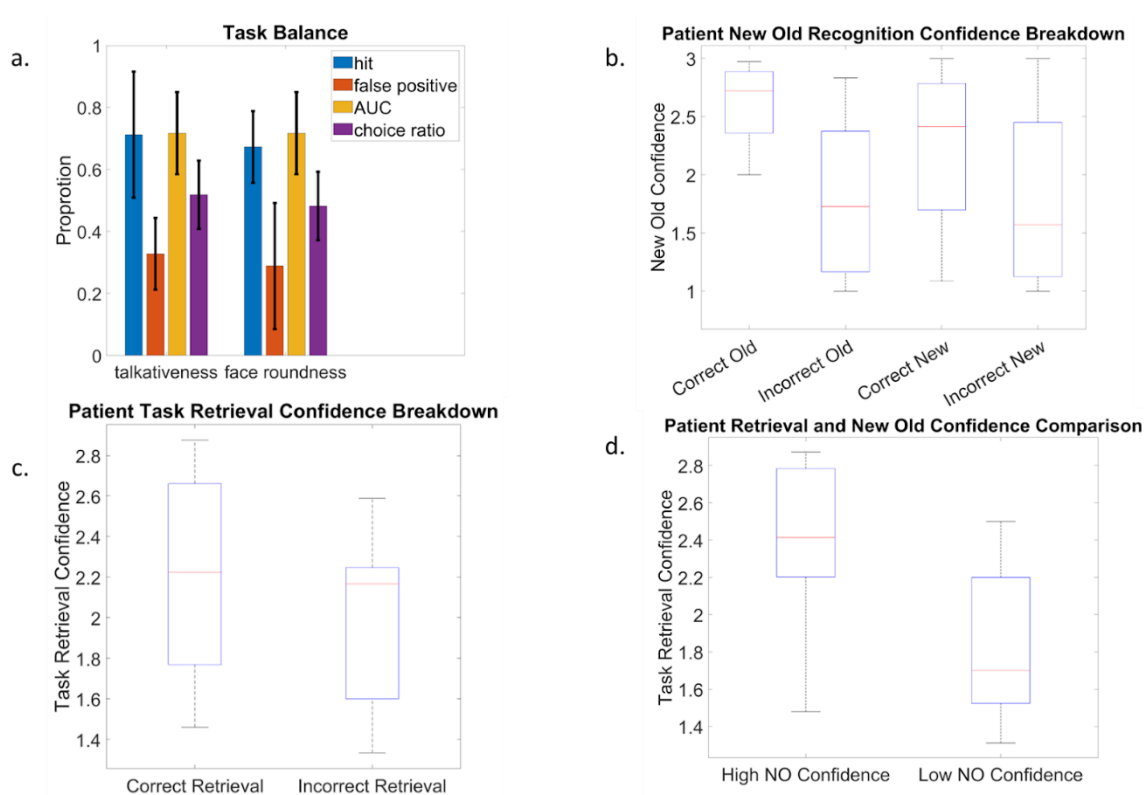 a.
Task Balance
Proprotion
1
0.8
0.6
0.4
0.2
0
hit
false positive
AUC
choice ratio
talkativeness face roundness
b.
Patient New Old Recognition Confidence Breakdown
New Old Confidence
3
2.5
2
1.5
1
Correct Old
Incorrect Old
Correct New
Incorrect New
c.
Patient Task Retrieval Confidence Breakdown
Task Retrieval Confidence
2.8
2.6
2.4
2.2
2
1.8
1.6
1.4
Correct Retrieval Incorrect Retrieval
d.
Patient Retrieval and New Old Confidence Comparison
Task Retrieval Confidence
2.8
2.6
2.4
2.2
2
1.8
1.6
1.4
High NO Confidence Low NO Confidence